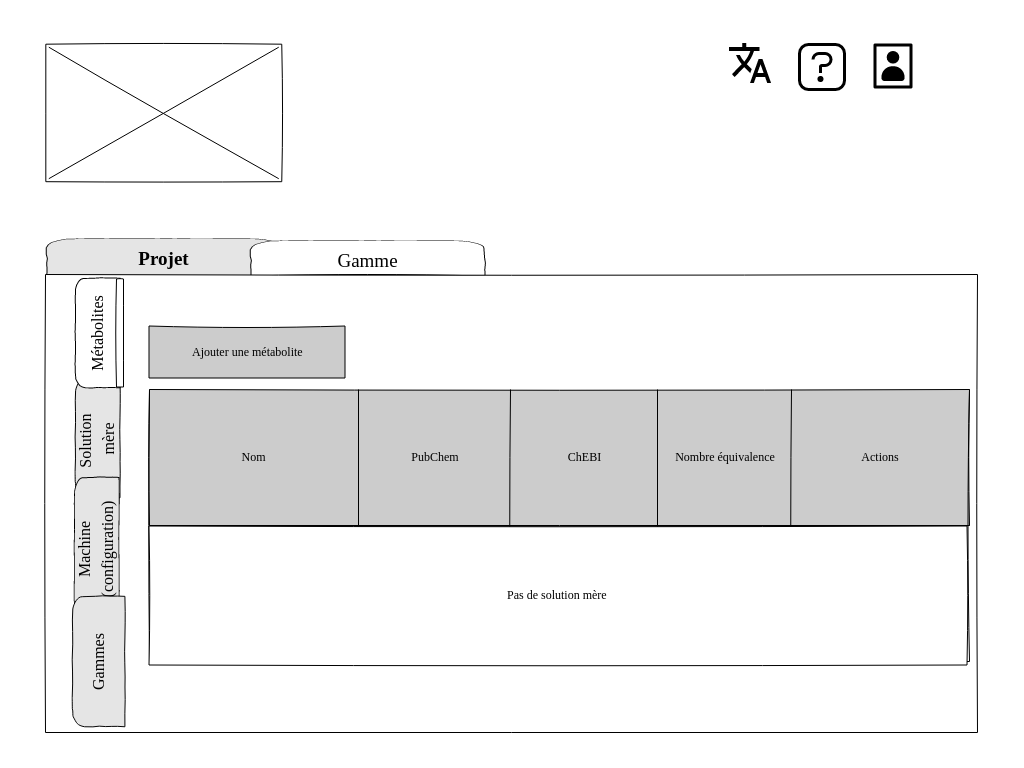 Projet
Gamme
Métabolites
Solution
mère
Machine
(configuration)
Gammes
Ajouter une métabolite
Nom
PubChem
ChEBI
Nombre équivalence
Actions
Pas de solution mère